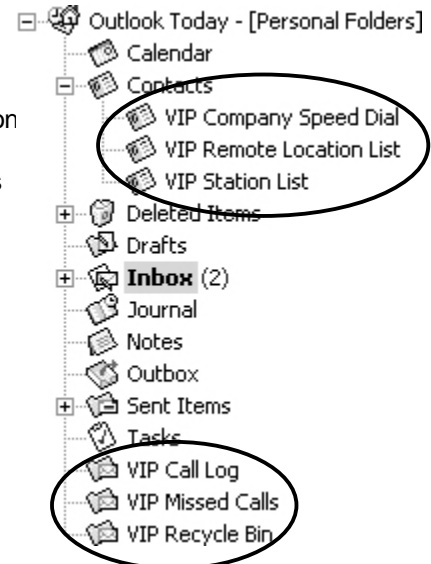 Outlook Today - [Personal Folders]
Calendar
Contacts
on
VIP Company Speed Dial
VIP Remote Location List
s
VIP Station List
Deleted Items
Drafts
Inbox (2)
Journal
Notes
Outbox
Sent Items
Tasks
VIP Call Log
VIP Missed Calls
VIP Recycle Bin